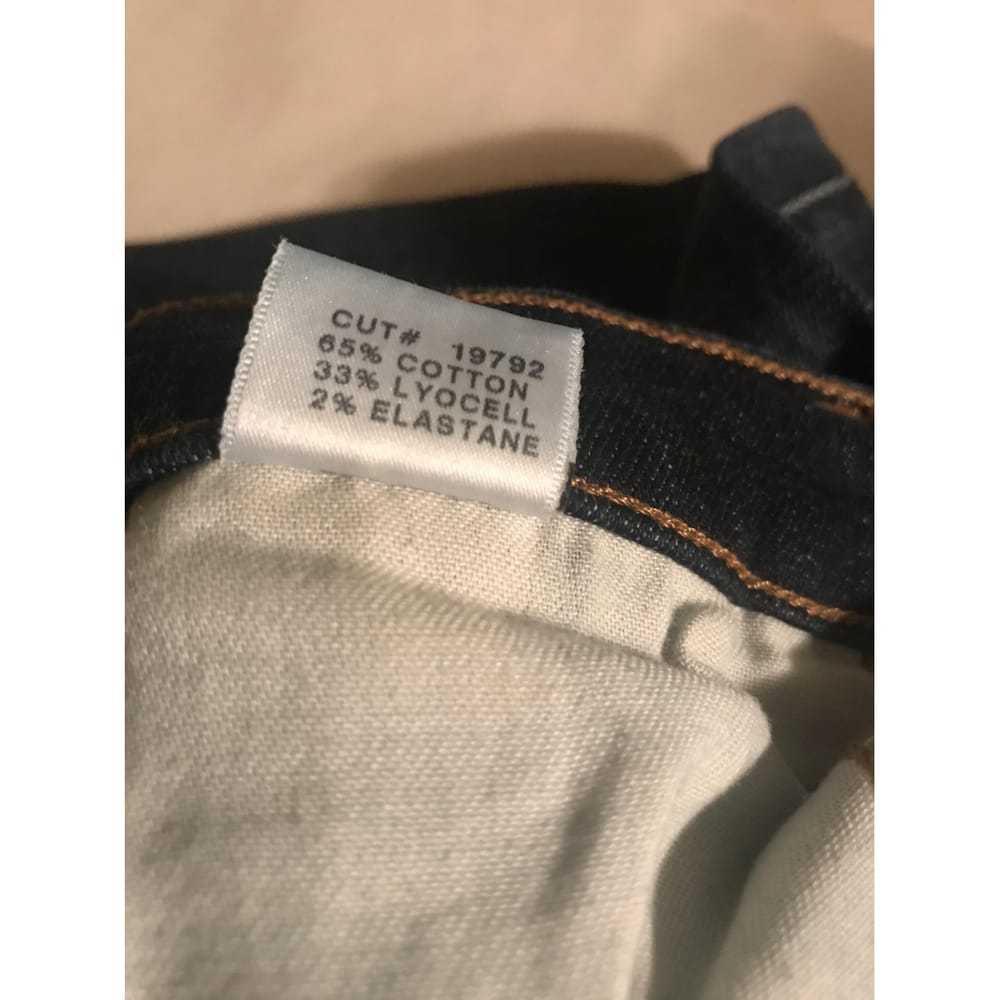 CUT# 19792
65% COTTON
33% LYOCELL
2% ELASTANE